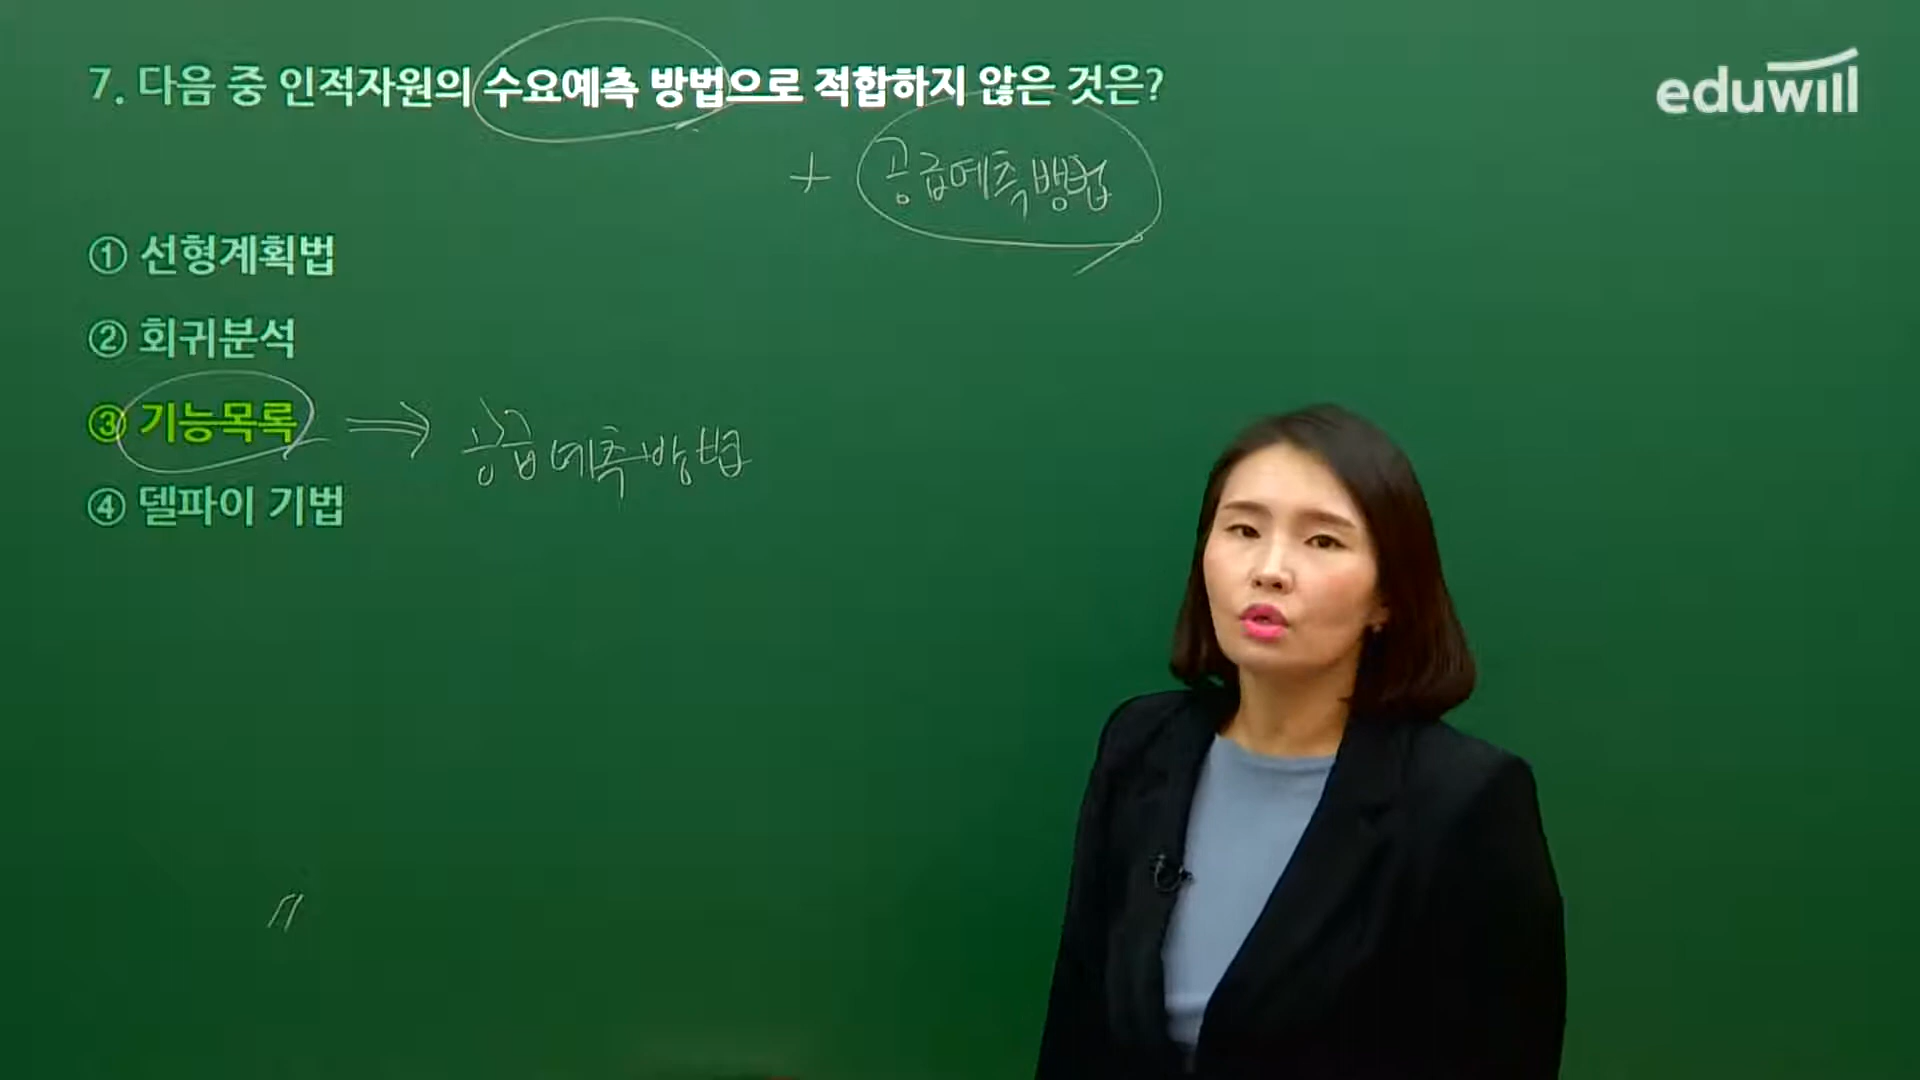 7. 다음 중 인적자원의 수요예측 방법으로 적합하지 않은 것은?
eduwill
+ 공급예측방법
① 선형계획법
② 회귀분석
③ 기능목록 ⇒ 공급예측방법
④ 델파이 기법